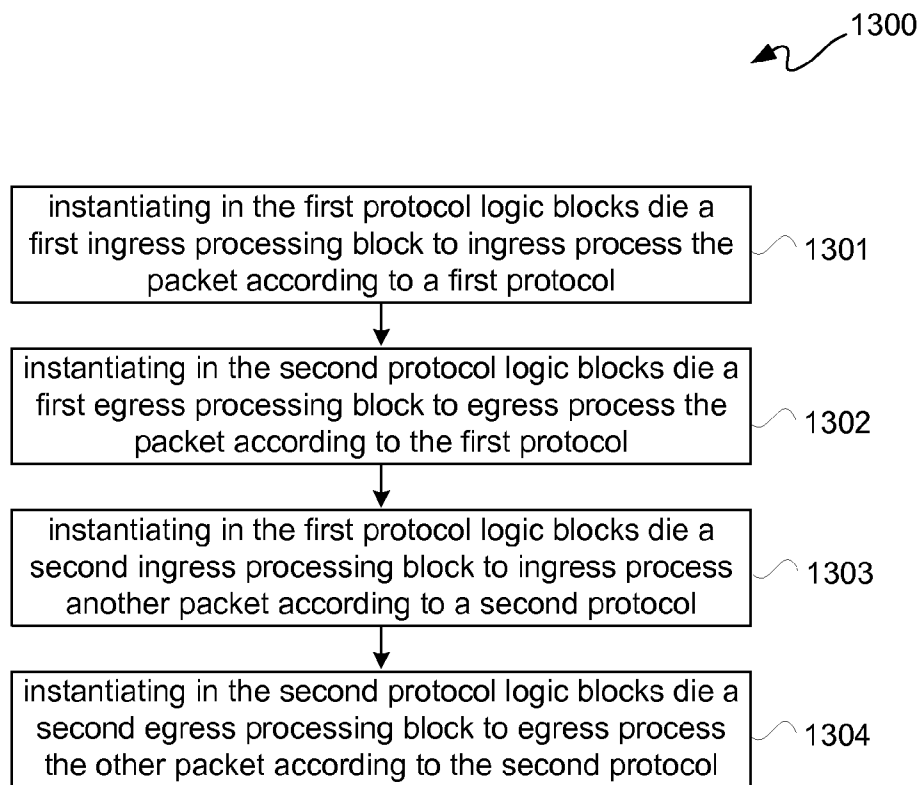 1300
instantiating in the first protocol logic blocks die a
first ingress processing block to ingress process the
packet according to a first protocol
1301
instantiating in the second protocol logic blocks die a
first egress processing block to egress process the
packet according to the first protocol
1302
instantiating in the first protocol logic blocks die a
second ingress processing block to ingress process
another packet according to a second protocol
1303
instantiating in the second protocol logic blocks die a
second egress processing block to egress process
the other packet according to the second protocol
1304